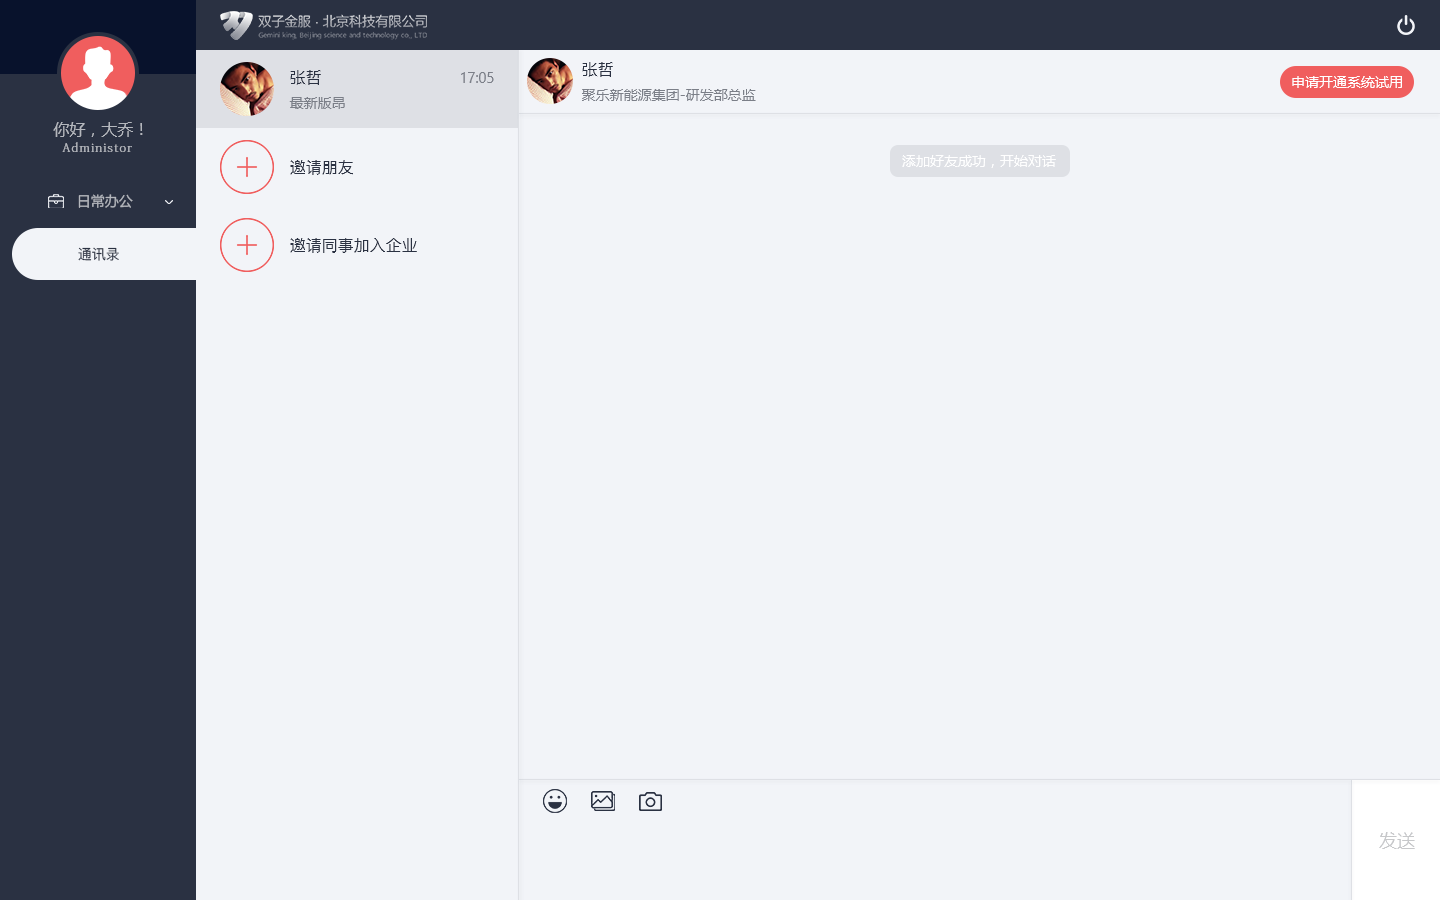 双子金服 · 北京科技有限公司
Gemini king, Beijing science and technology co., LTD
你好，大乔！
Administor
日常办公
通讯录
张哲
17:05
最新版昂
邀请朋友
邀请同事加入企业
张哲
聚乐新能源集团-研发部总监
申请开通系统试用
添加好友成功，开始对话
发送